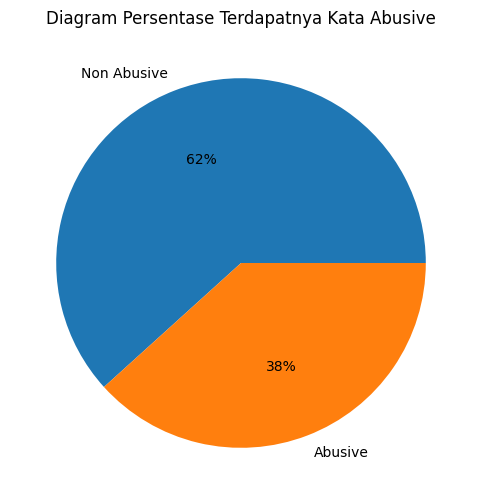 Diagram Persentase Terdapatnya Kata Abusive
Non Abusive
62%
38%
Abusive